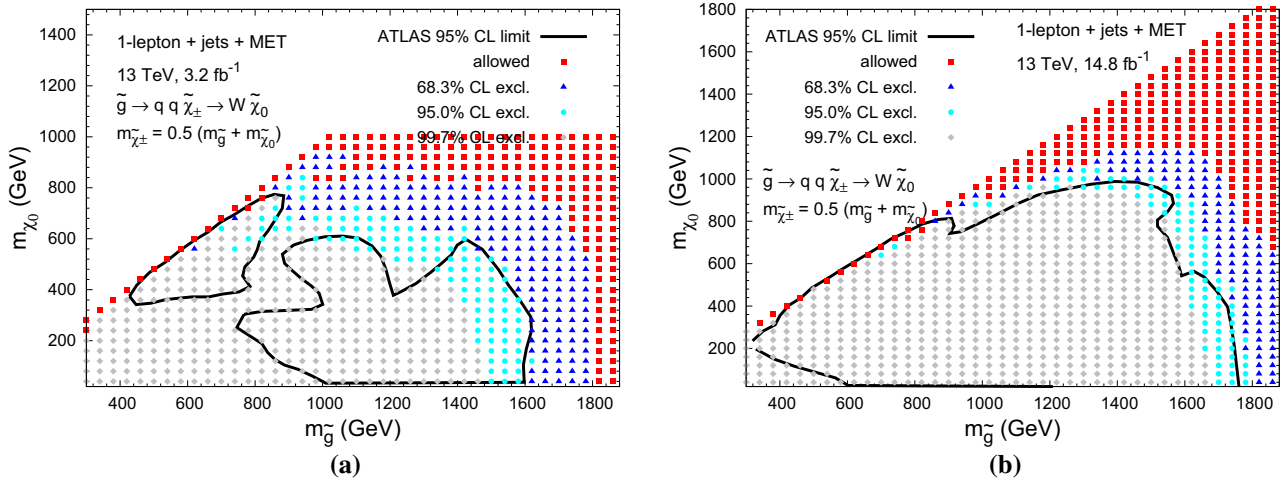 1-lepton + jets + MET
13 TeV, 3.2 fb⁻¹
g̃ → q q χ̃± → W χ̃₀
mχ̃± = 0.5 (mg̃ + mχ̃₀)
ATLAS 95% CL limit
allowed
68.3% CL excl.
95.0% CL excl.
99.7% CL excl.
1400
1200
1000
800
600
400
200
mχ̃₀ (GeV)
400 600 800 1000 1200 1400 1600 1800
mg̃ (GeV)
(a)
ATLAS 95% CL limit
allowed
68.3% CL excl.
95.0% CL excl.
99.7% CL excl.
1-lepton + jets + MET
13 TeV, 14.8 fb⁻¹
g̃ → q q χ̃± → W χ̃₀
mχ̃± = 0.5 (mg̃ + mχ̃₀)
1800
1600
1400
1200
1000
800
600
400
200
mχ̃₀ (GeV)
400 600 800 1000 1200 1400 1600 1800
mg̃ (GeV)
(b)